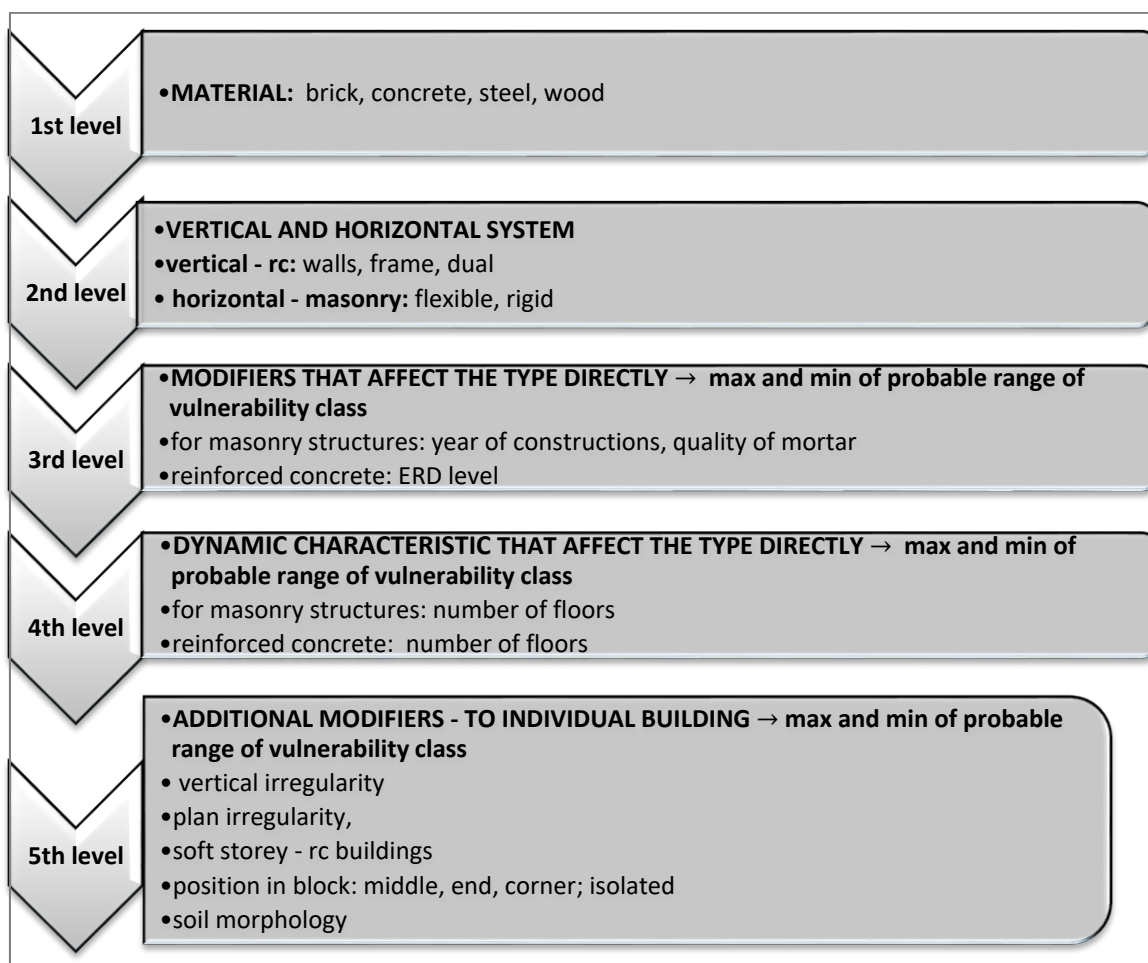 1st level
•MATERIAL: brick, concrete, steel, wood
2nd level
•VERTICAL AND HORIZONTAL SYSTEM
•vertical - rc: walls, frame, dual
• horizontal - masonry: flexible, rigid
3rd level
•MODIFIERS THAT AFFECT THE TYPE DIRECTLY → max and min of probable range of
vulnerability class
•for masonry structures: year of constructions, quality of mortar
•reinforced concrete: ERD level
4th level
•DYNAMIC CHARACTERISTIC THAT AFFECT THE TYPE DIRECTLY → max and min of
probable range of vulnerability class
•for masonry structures: number of floors
•reinforced concrete: number of floors
5th level
•ADDITIONAL MODIFIERS - TO INDIVIDUAL BUILDING → max and min of probable
range of vulnerability class
• vertical irregularity
•plan irregularity,
•soft storey - rc buildings
•position in block: middle, end, corner; isolated
•soil morphology